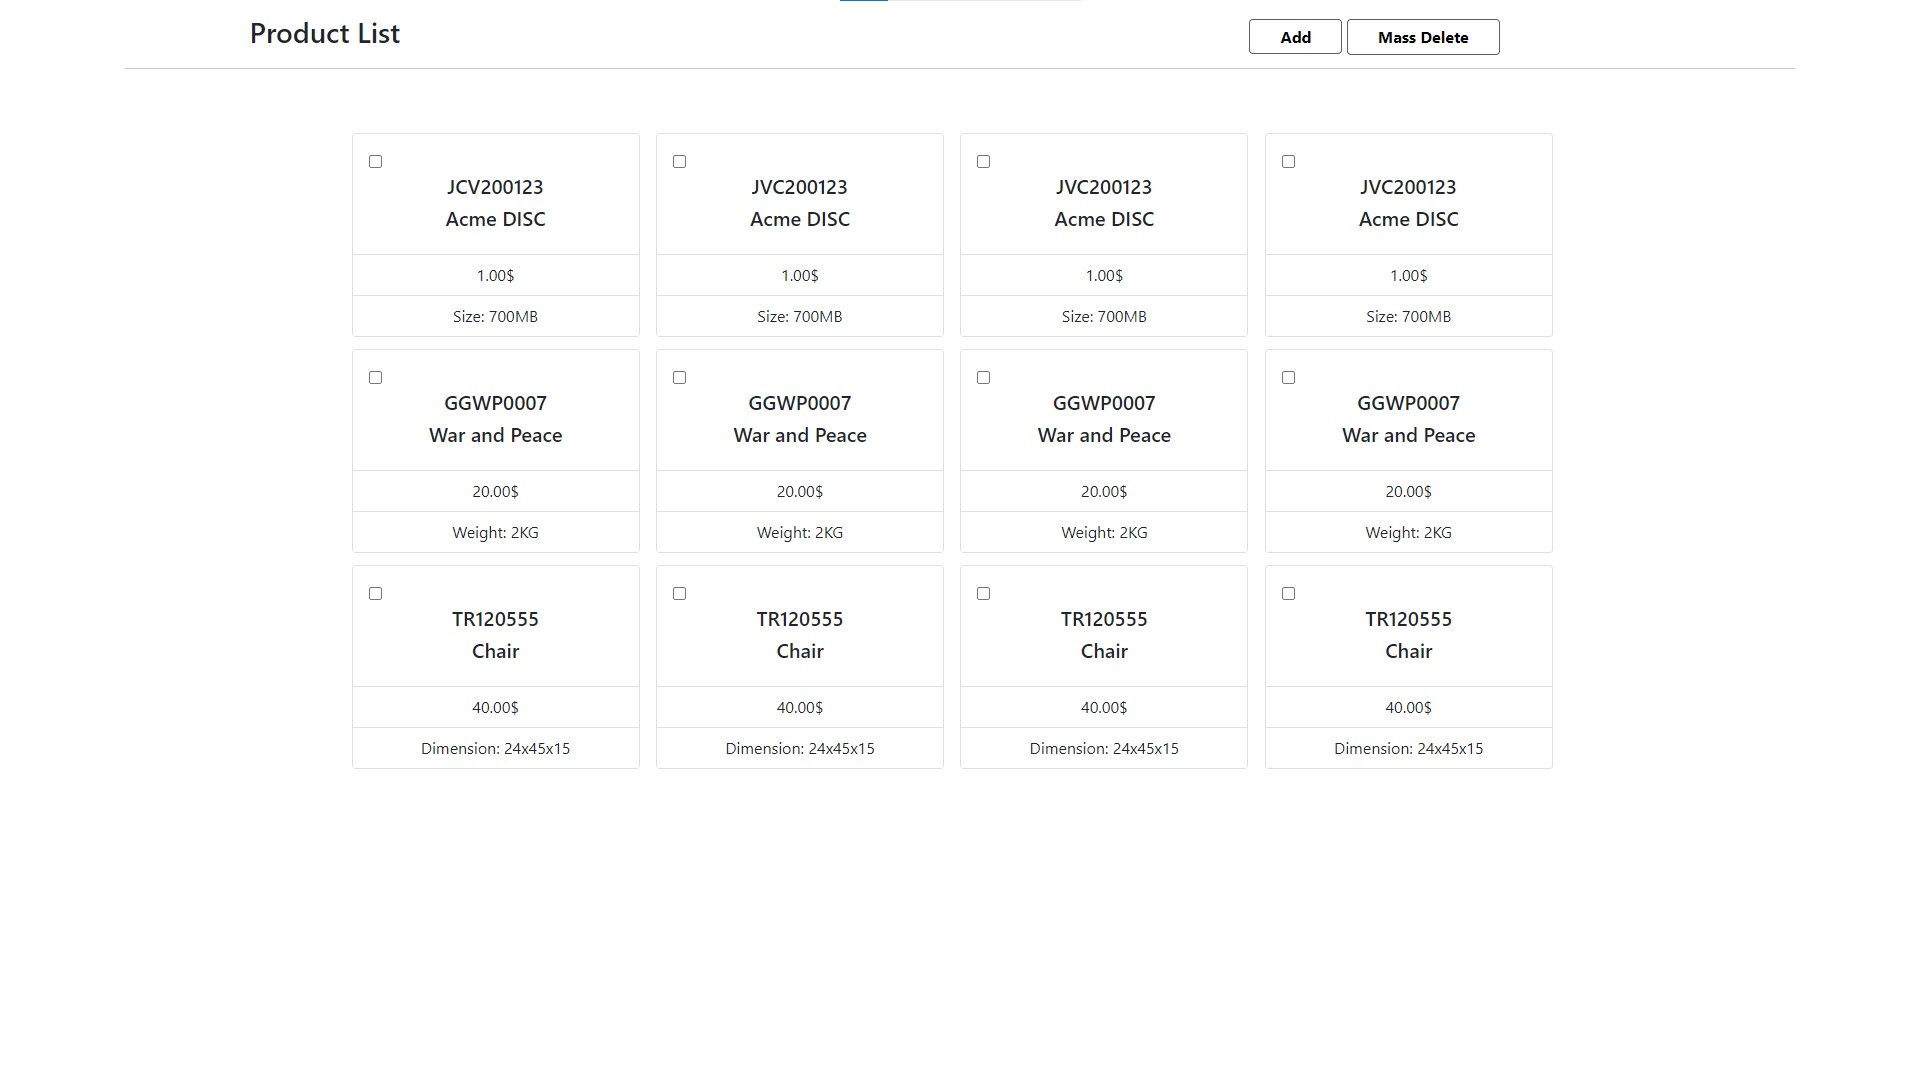 Product List
Add
Mass Delete
JCV200123
Acme DISC
1.00$
Size: 700MB
JVC200123
Acme DISC
1.00$
Size: 700MB
JVC200123
Acme DISC
1.00$
Size: 700MB
JVC200123
Acme DISC
1.00$
Size: 700MB
GGWP0007
War and Peace
20.00$
Weight: 2KG
GGWP0007
War and Peace
20.00$
Weight: 2KG
GGWP0007
War and Peace
20.00$
Weight: 2KG
GGWP0007
War and Peace
20.00$
Weight: 2KG
TR120555
Chair
40.00$
Dimension: 24x45x15
TR120555
Chair
40.00$
Dimension: 24x45x15
TR120555
Chair
40.00$
Dimension: 24x45x15
TR120555
Chair
40.00$
Dimension: 24x45x15